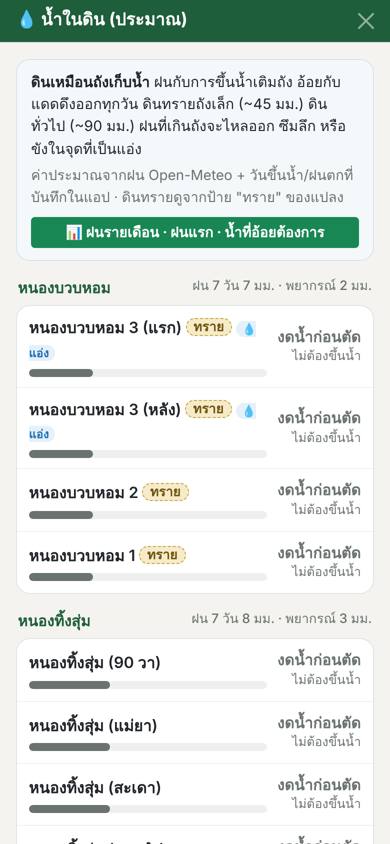 💧 น้ำในดิน (ประมาณ)
ดินเหมือนถังเก็บน้ำ ฝนกับการขึ้นน้ำเติมถัง อ้อยกับ
แดดดึงออกทุกวัน ดินทรายถังเล็ก (~45 มม.) ดิน
ทั่วไป (~90 มม.) ฝนที่เกินถังจะไหลออก ซึมลึก หรือ
ขังในจุดที่เป็นแอ่ง
ค่าประมาณจากฝน Open-Meteo + วันขึ้นน้ำ/ฝนตกที่
บันทึกในแอป · ดินทรายดูจากป้าย "ทราย" ของแปลง
📊 ฝนรายเดือน · ฝนแรก · น้ำที่อ้อยต้องการ
หนองบวบหอม ฝน 7 วัน 7 มม. · พยากรณ์ 2 มม.
หนองบวบหอม 3 (แรก) ทราย 💧
แอ่ง
งดน้ำก่อนตัด
ไม่ต้องขึ้นน้ำ
หนองบวบหอม 3 (หลัง) ทราย 💧
แอ่ง
งดน้ำก่อนตัด
ไม่ต้องขึ้นน้ำ
หนองบวบหอม 2 ทราย
งดน้ำก่อนตัด
ไม่ต้องขึ้นน้ำ
หนองบวบหอม 1 ทราย
งดน้ำก่อนตัด
ไม่ต้องขึ้นน้ำ
หนองทิ้งสุ่ม ฝน 7 วัน 8 มม. · พยากรณ์ 3 มม.
หนองทิ้งสุ่ม (90 วา)
งดน้ำก่อนตัด
ไม่ต้องขึ้นน้ำ
หนองทิ้งสุ่ม (แม่ยา)
งดน้ำก่อนตัด
ไม่ต้องขึ้นน้ำ
หนองทิ้งสุ่ม (สะเดา)
งดน้ำก่อนตัด
ไม่ต้องขึ้นน้ำ